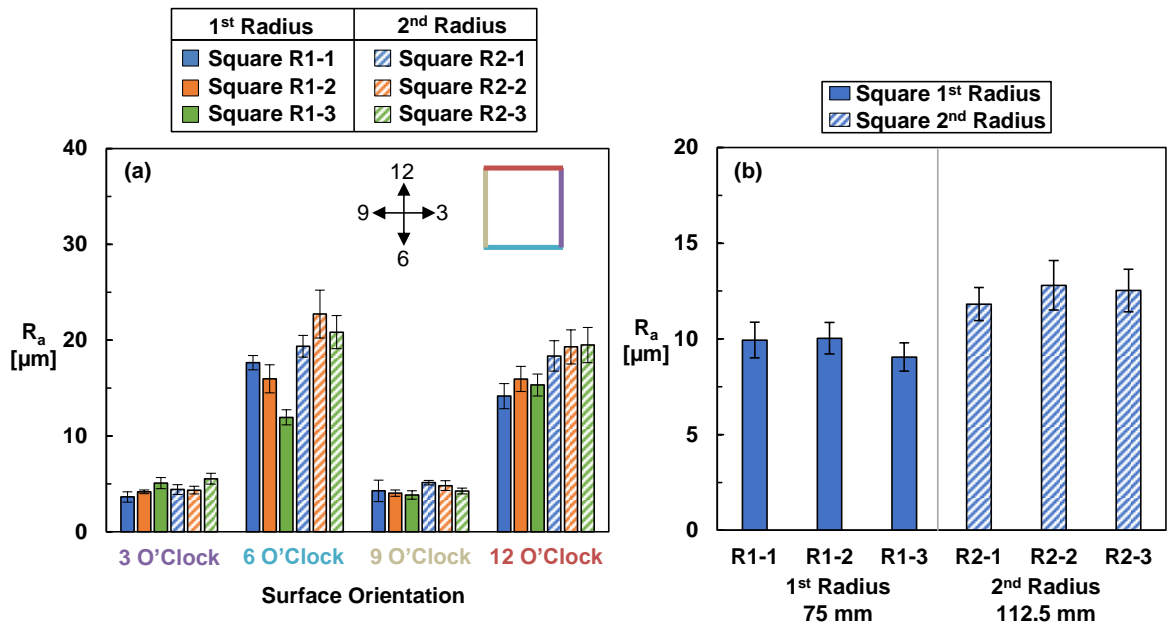 1st Radius 2nd Radius
Square R1-1 Square R2-1
Square R1-2 Square R2-2
Square R1-3 Square R2-3
40
30
20
10
0
Ra
[µm]
(a)
12
9 3
6
3 O’Clock 6 O’Clock 9 O’Clock 12 O’Clock
Surface Orientation
Square 1st Radius
Square 2nd Radius
20
15
10
5
0
Ra
[µm]
(b)
R1-1 R1-2 R1-3 R2-1 R2-2 R2-3
1st Radius 2nd Radius
75 mm 112.5 mm